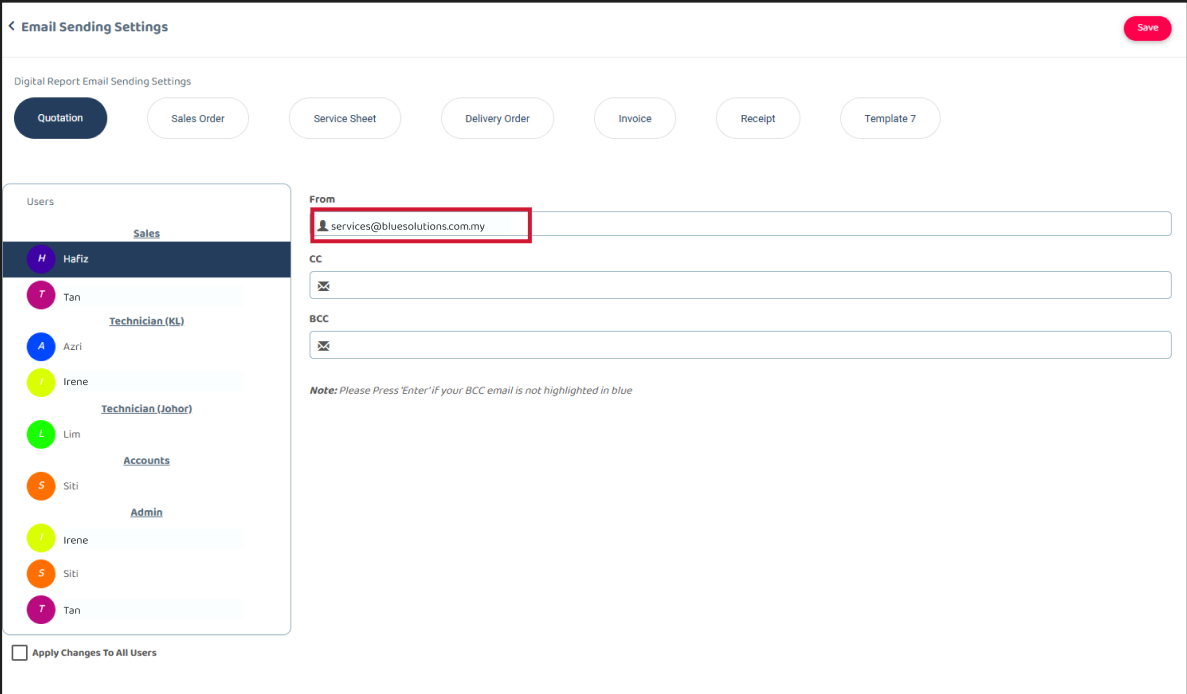 Email Sending Settings
Save
Digital Report Email Sending Settings
Quotation
Sales Order
Service Sheet
Delivery Order
Invoice
Receipt
Template 7
Users
Sales
H Hafiz
T Tan
Technician (KL)
A Azri
I Irene
Technician (Johor)
L Lim
Accounts
S Siti
Admin
I Irene
S Siti
T Tan
Apply Changes To All Users
From
services@bluesolutions.com.my
CC
BCC
Note: Please Press 'Enter' if your BCC email is not highlighted in blue